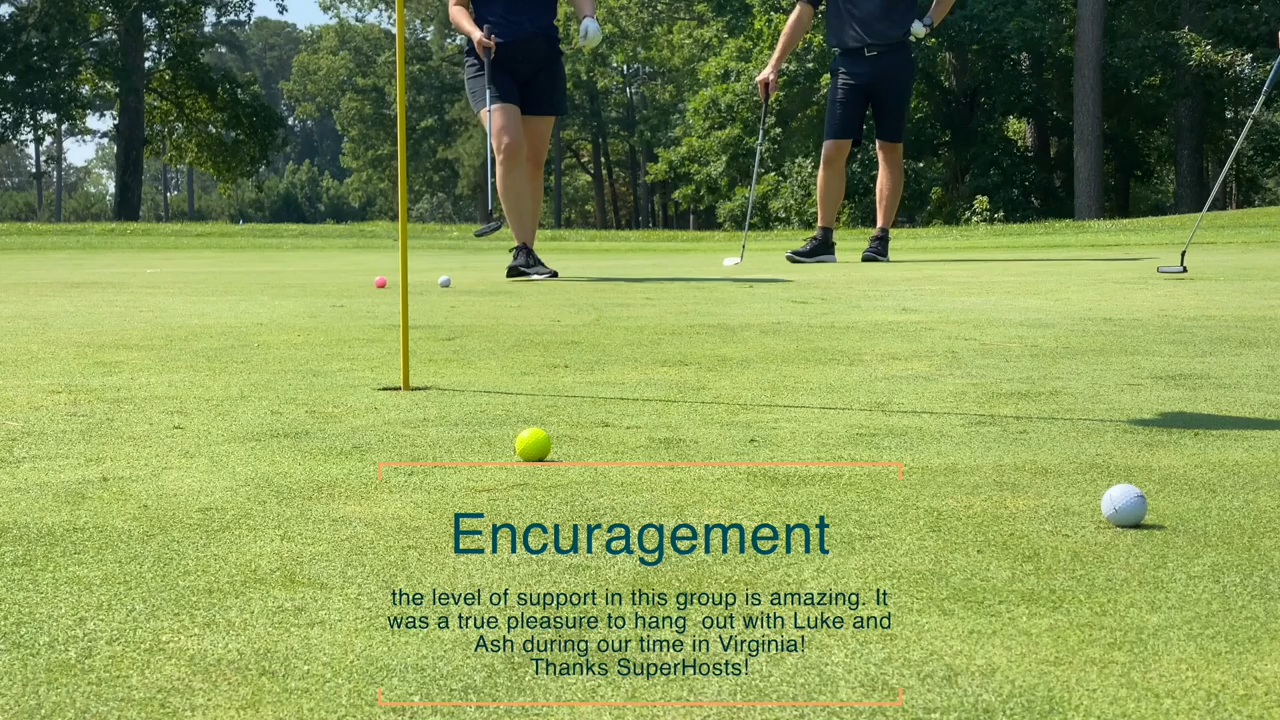 Encuragement
the level of support in this group is amazing. It
was a true pleasure to hang  out with Luke and
Ash during our time in Virginia!
Thanks SuperHosts!